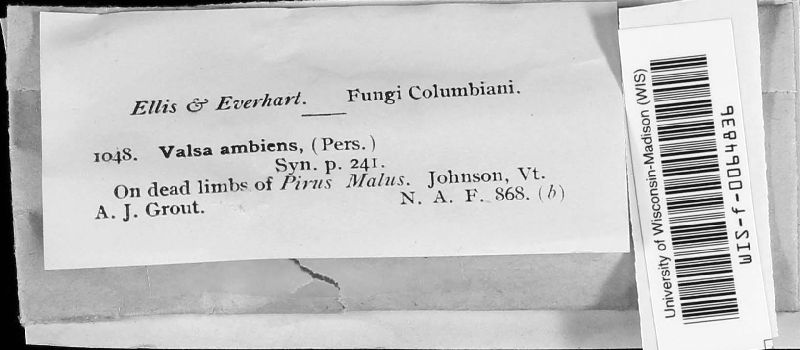 Ellis & Everhart. — Fungi Columbiani.
1048. Valsa ambiens, (Pers.)
Syn. p. 241.
On dead limbs of Pirus Malus. Johnson, Vt.
A. J. Grout. N. A. F. 868. (b)
University of Wisconsin-Madison (WIS)
WIS-f-0064836